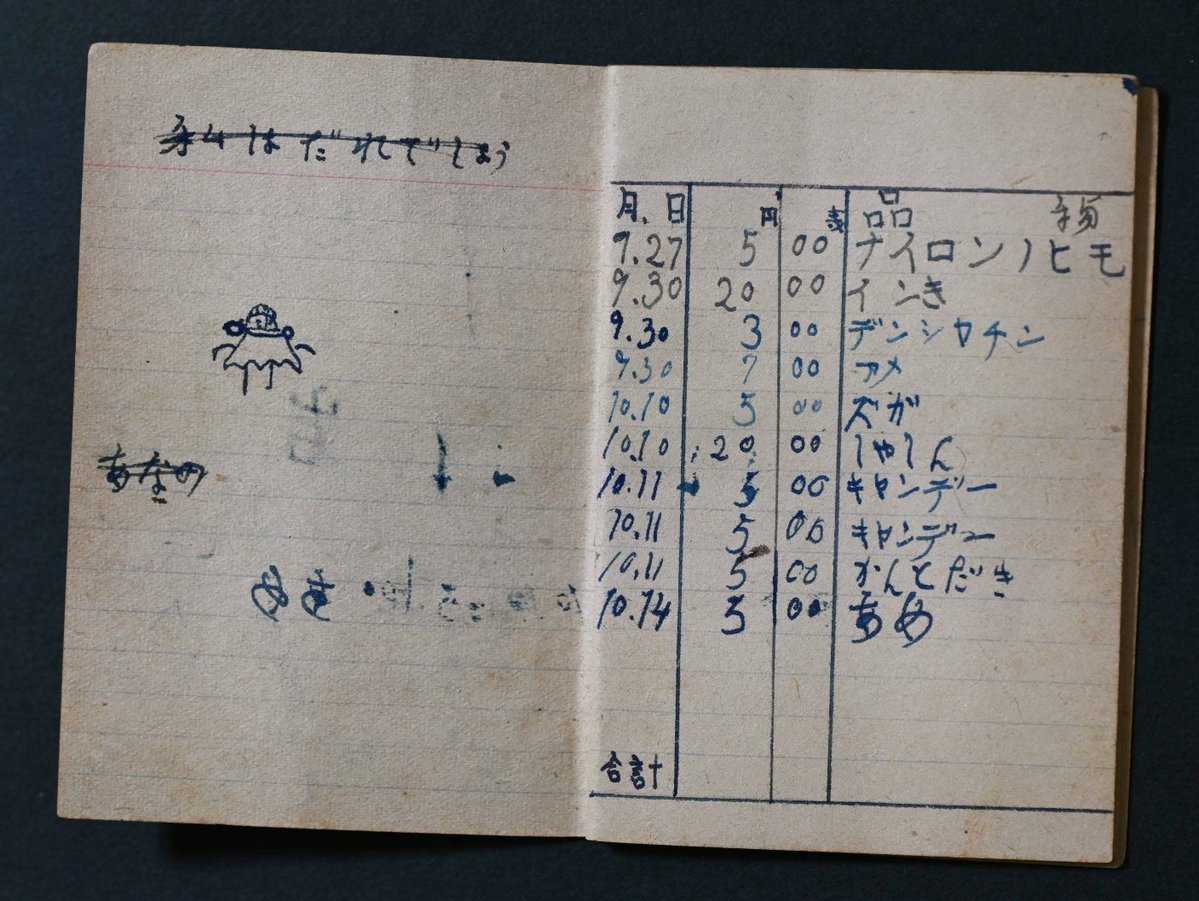 私はだれでしょう
あなの
月.日 円 銭 品物
9.27 5 00 ナイロンノヒモ
9.30 20 00 インき
9.30 3 00 デンシャチン
9.30 7 00 アメ
10.10 5 00 ズガ
10.10 20 00 しゃしん
10.11 5 00 キャンデー
10.11 5 00 キャンデー
10.11 5 00 かんとだき
10.14 5 00 あめ
合計